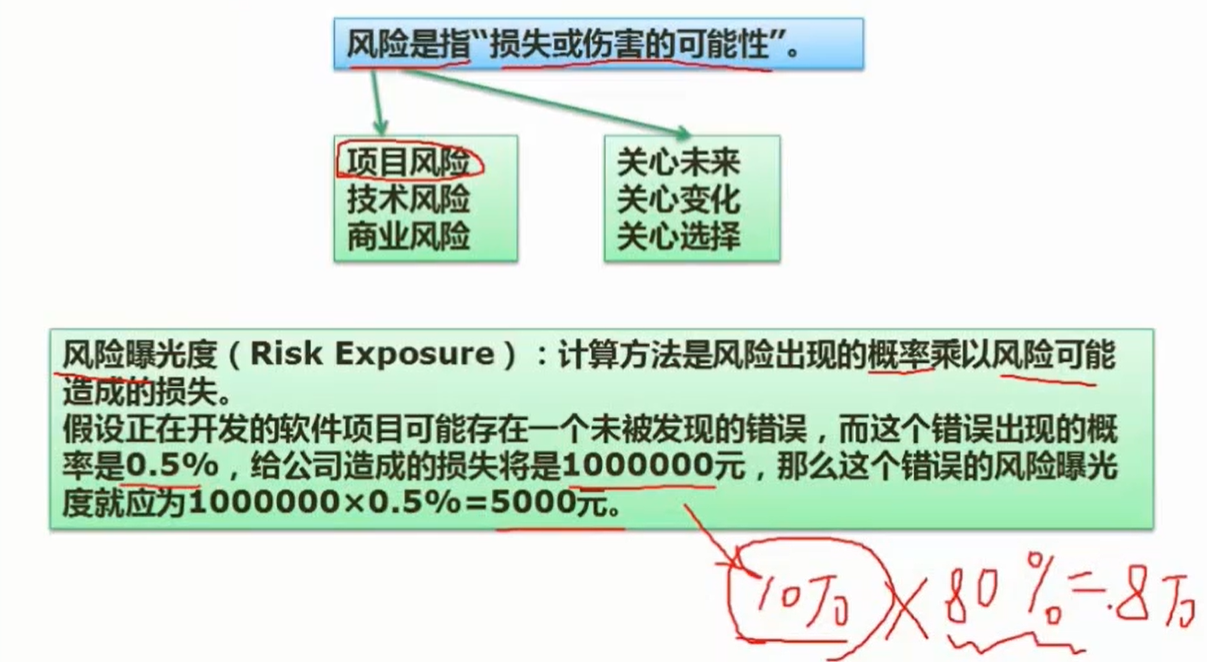 风险是指“损失或伤害的可能性”。
项目风险
技术风险
商业风险
关心未来
关心变化
关心选择
风险曝光度（Risk Exposure）:计算方法是风险出现的概率乘以风险可能
造成的损失。
假设正在开发的软件项目可能存在一个未被发现的错误，而这个错误出现的概
率是0.5%，给公司造成的损失将是1000000元，那么这个错误的风险曝光
度就应为1000000×0.5%=5000元。
10万×80%=8万